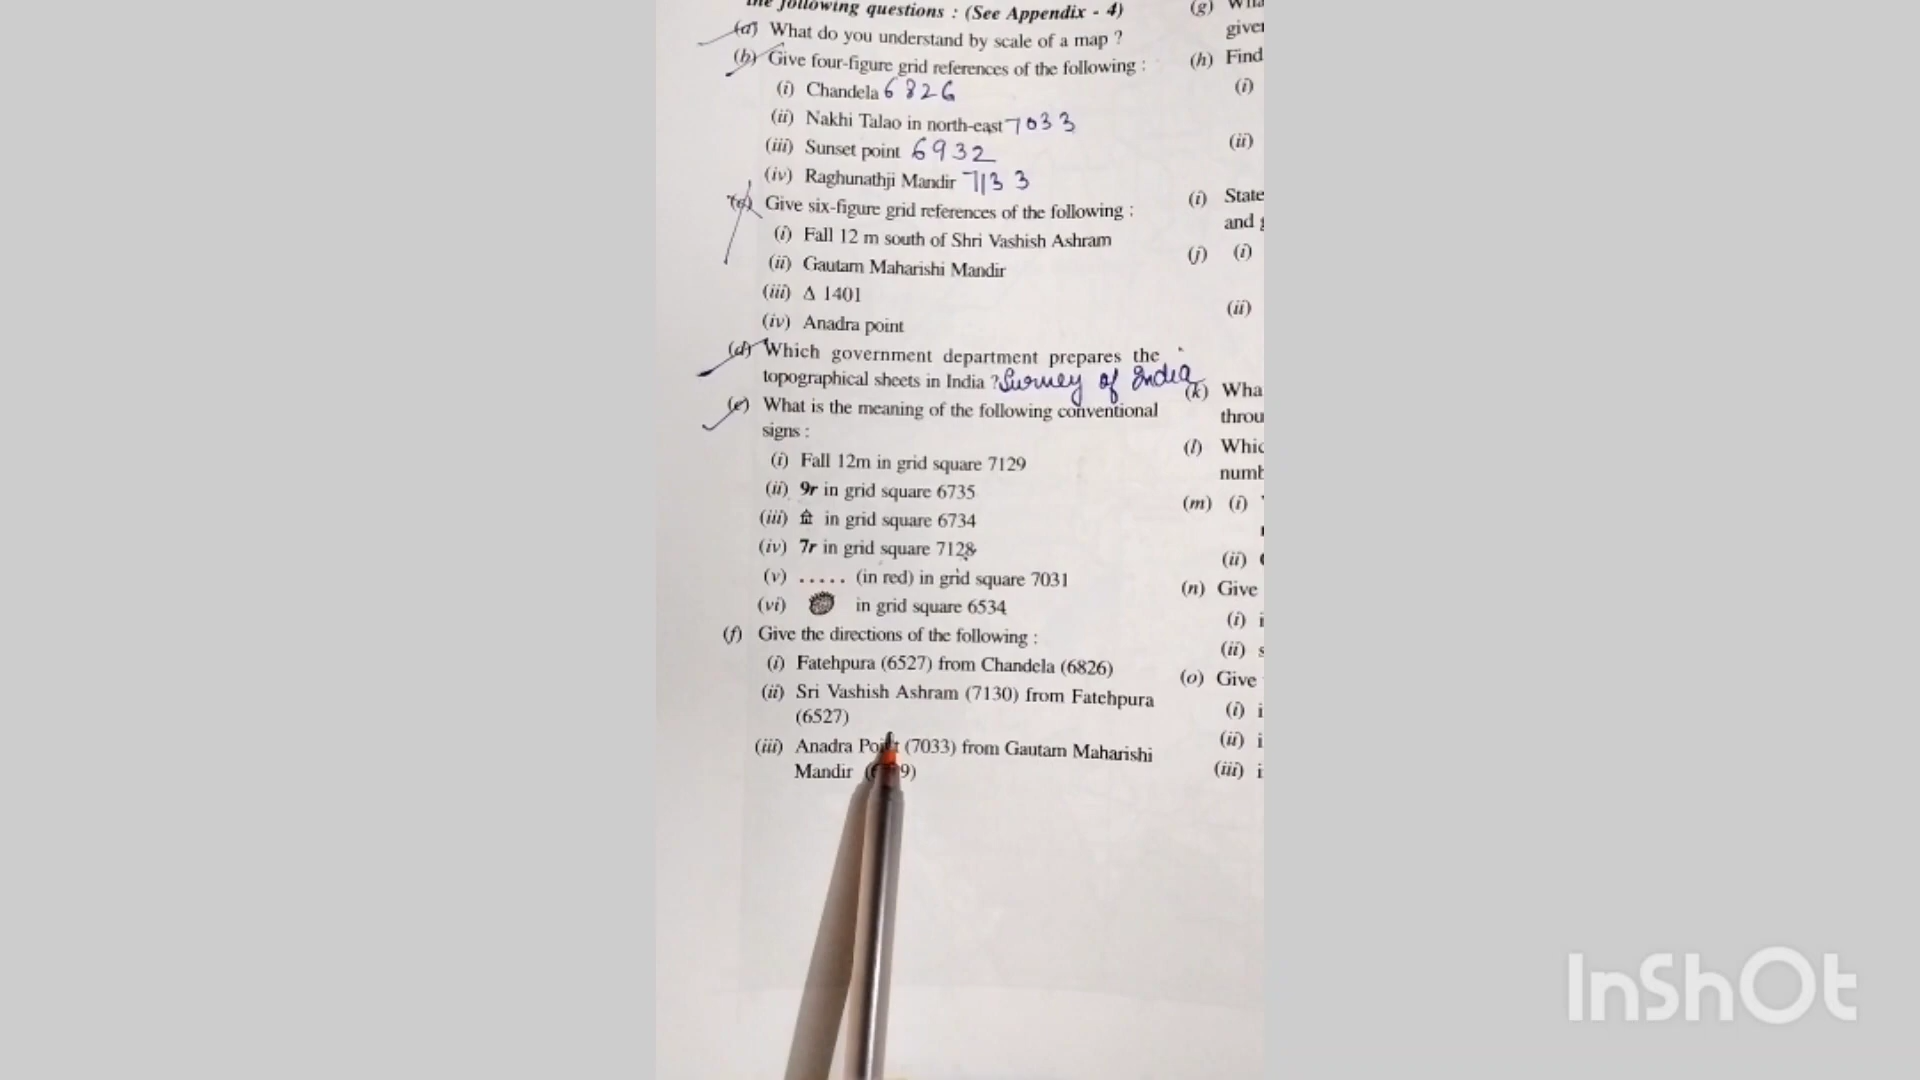 the following questions : (See Appendix - 4)
(a) What do you understand by scale of a map ?
(b) Give four-figure grid references of the following :
(i) Chandela 6826
(ii) Nakhi Talao in north-east 7033
(iii) Sunset point 6932
(iv) Raghunathji Mandir 7133
(c) Give six-figure grid references of the following :
(i) Fall 12 m south of Shri Vashish Ashram
(ii) Gautam Maharishi Mandir
(iii) Δ 1401
(iv) Anadra point
(d) Which government department prepares the
topographical sheets in India ? Survey of India
(e) What is the meaning of the following conventional
signs :
(i) Fall 12m in grid square 7129
(ii) 9r in grid square 6735
(iii) in grid square 6734
(iv) 7r in grid square 7128
(v) ..... (in red) in grid square 7031
(vi) in grid square 6534
(f) Give the directions of the following :
(i) Fatehpura (6527) from Chandela (6826)
(ii) Sri Vashish Ashram (7130) from Fatehpura
(6527)
(iii) Anadra Point (7033) from Gautam Maharishi
Mandir
(g)
(h) Find
(i)
(ii)
(i) State
and
(j) (i)
(ii)
(k)
(l)
(m) (i)
(ii)
(n) Give
(i)
(ii)
(o) Give
(i)
(ii)
(iii)
InShOt